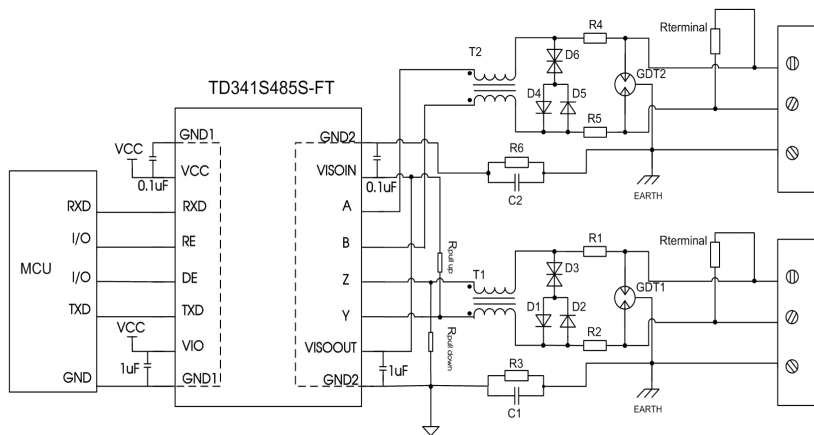 TD341S485S-FT
MCU
RXD
I/O
I/O
TXD
GND
VCC
0.1uF
VCC
1uF
GND1
VCC
RXD
RE
DE
TXD
VIO
GND1
GND2
VISOIN
A
B
Z
Y
VISOOUT
GND2
0.1uF
1uF
Rpull up
Rpull down
T2
D6
D4
D5
R4
R5
GDT2
Rterminal
R6
C2
EARTH
T1
D3
D1
D2
R1
R2
GDT1
Rterminal
R3
C1
EARTH